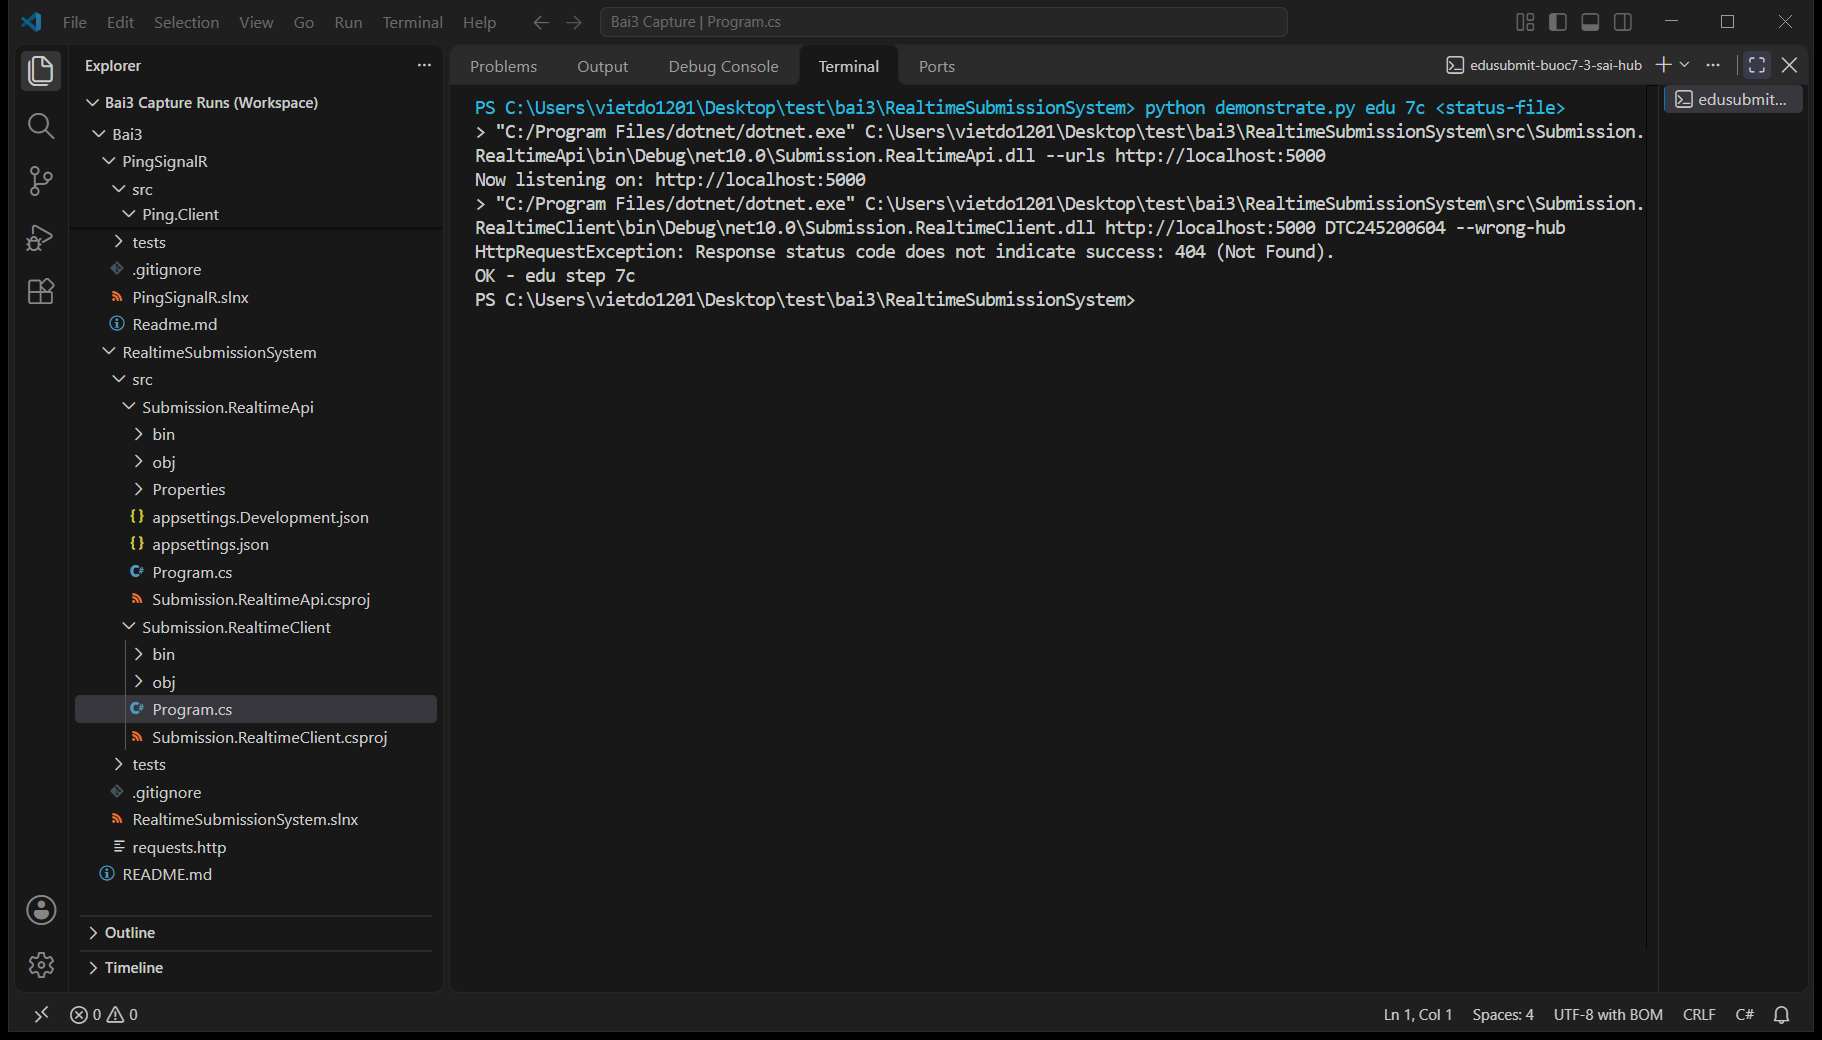 File Edit Selection View Go Run Terminal Help
Bai3 Capture | Program.cs
Explorer
Bai3 Capture Runs (Workspace)
Bai3
PingSignalR
src
Ping.Client
tests
.gitignore
PingSignalR.slnx
Readme.md
RealtimeSubmissionSystem
src
Submission.RealtimeApi
bin
obj
Properties
appsettings.Development.json
appsettings.json
Program.cs
Submission.RealtimeApi.csproj
Submission.RealtimeClient
bin
obj
Program.cs
Submission.RealtimeClient.csproj
tests
.gitignore
RealtimeSubmissionSystem.slnx
requests.http
README.md
Outline
Timeline
Problems Output Debug Console Terminal Ports
edusubmit-buoc7-3-sai-hub
edusubmit...
PS C:\Users\vietdo1201\Desktop\test\bai3\RealtimeSubmissionSystem> python demonstrate.py edu 7c <status-file>
> "C:/Program Files/dotnet/dotnet.exe" C:\Users\vietdo1201\Desktop\test\bai3\RealtimeSubmissionSystem\src\Submission.
RealtimeApi\bin\Debug\net10.0\Submission.RealtimeApi.dll --urls http://localhost:5000
Now listening on: http://localhost:5000
> "C:/Program Files/dotnet/dotnet.exe" C:\Users\vietdo1201\Desktop\test\bai3\RealtimeSubmissionSystem\src\Submission.
RealtimeClient\bin\Debug\net10.0\Submission.RealtimeClient.dll http://localhost:5000 DTC245200604 --wrong-hub
HttpRequestException: Response status code does not indicate success: 404 (Not Found).
OK - edu step 7c
PS C:\Users\vietdo1201\Desktop\test\bai3\RealtimeSubmissionSystem>
0 0
Ln 1, Col 1 Spaces: 4 UTF-8 with BOM CRLF C#